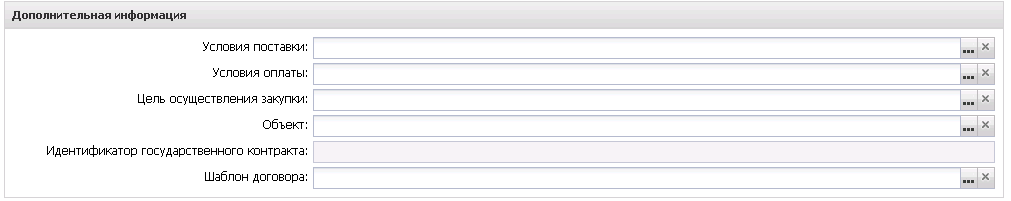 Дополнительная информация
Условия поставки:
Условия оплаты:
Цель осуществления закупки:
Объект:
Идентификатор государственного контракта:
Шаблон договора: